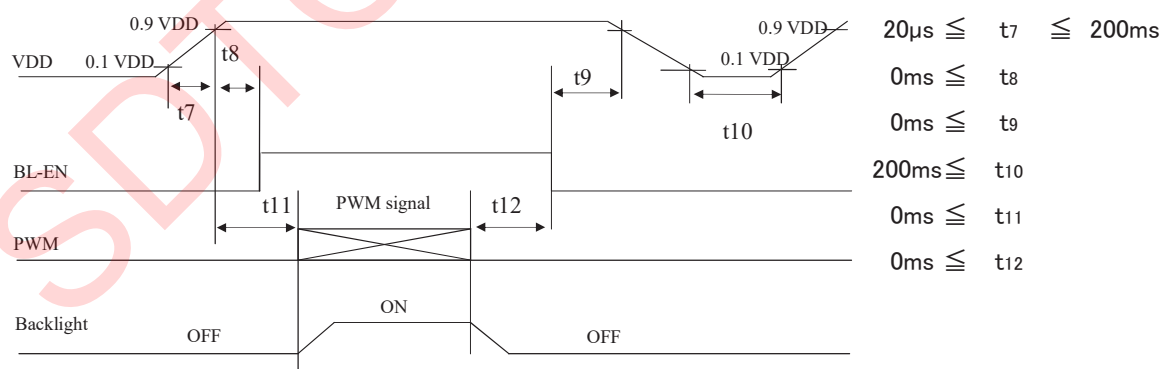 0.9 VDD
t8
VDD
0.1 VDD
t7
t9
0.9 VDD
0.1 VDD
t10
20μs ≦ t7 ≦ 200ms
0ms ≦ t8
0ms ≦ t9
200ms≦ t10
0ms ≦ t11
0ms ≦ t12
BL-EN
t11
PWM signal
t12
PWM
Backlight
OFF
ON
OFF